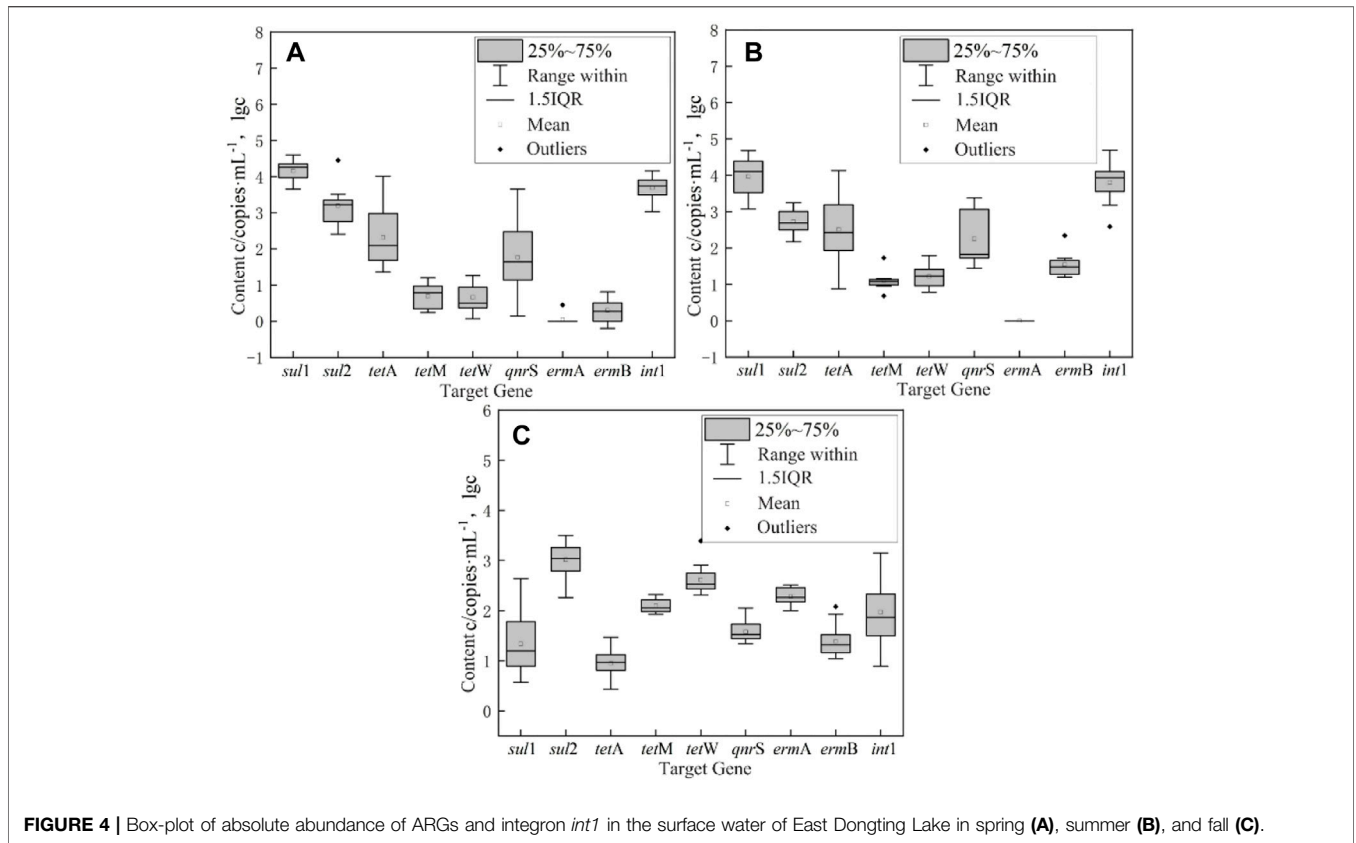 A
8
7
6
5
4
3
2
1
0
−1
Content c/copies·mL⁻¹, lgc
25%~75%
Range within
1.5IQR
Mean
Outliers
sul1 sul2 tetA tetM tetW qnrS ermA ermB int1
Target Gene
B
8
7
6
5
4
3
2
1
0
−1
Content c/copies·mL⁻¹, lgc
25%~75%
Range within
1.5IQR
Mean
Outliers
sul1 sul2 tetA tetM tetW qnrS ermA ermB int1
Target Gene
C
6
5
4
3
2
1
0
Content c/copies·mL⁻¹, lgc
25%~75%
Range within
1.5IQR
Mean
Outliers
sul1 sul2 tetA tetM tetW qnrS ermA ermB int1
Target Gene
FIGURE 4 | Box-plot of absolute abundance of ARGs and integron int1 in the surface water of East Dongting Lake in spring (A), summer (B), and fall (C).